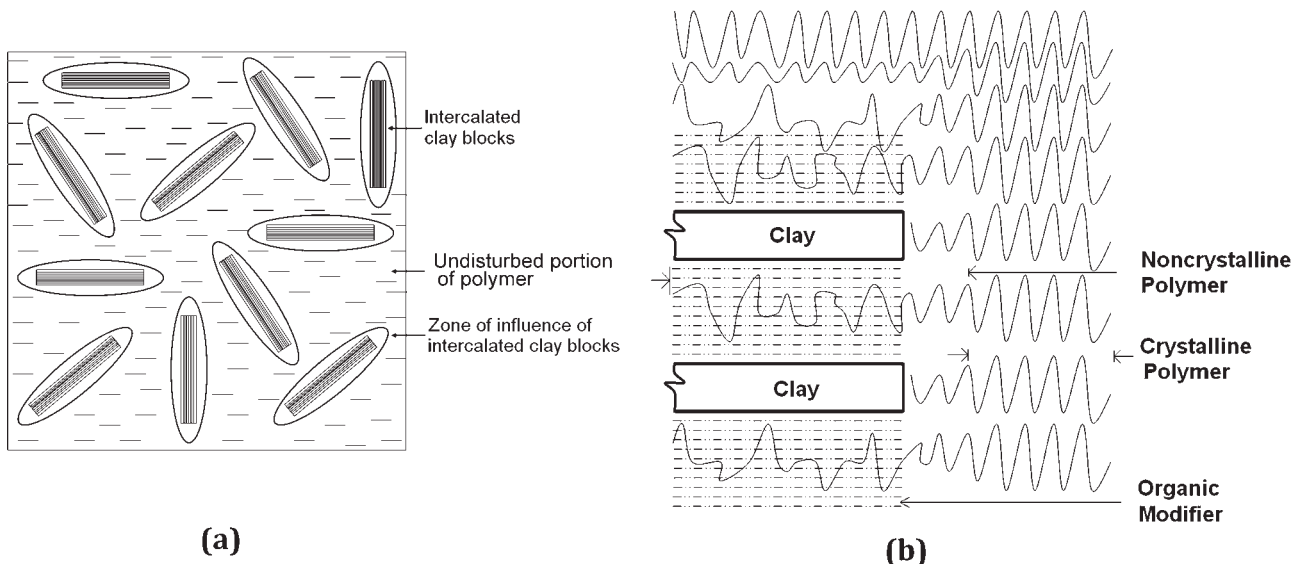 Intercalated
clay blocks
Undisturbed portion
of polymer
Zone of influence of
intercalated clay blocks
(a)
Clay
Clay
Noncrystalline
Polymer
Crystalline
Polymer
Organic
Modifier
(b)